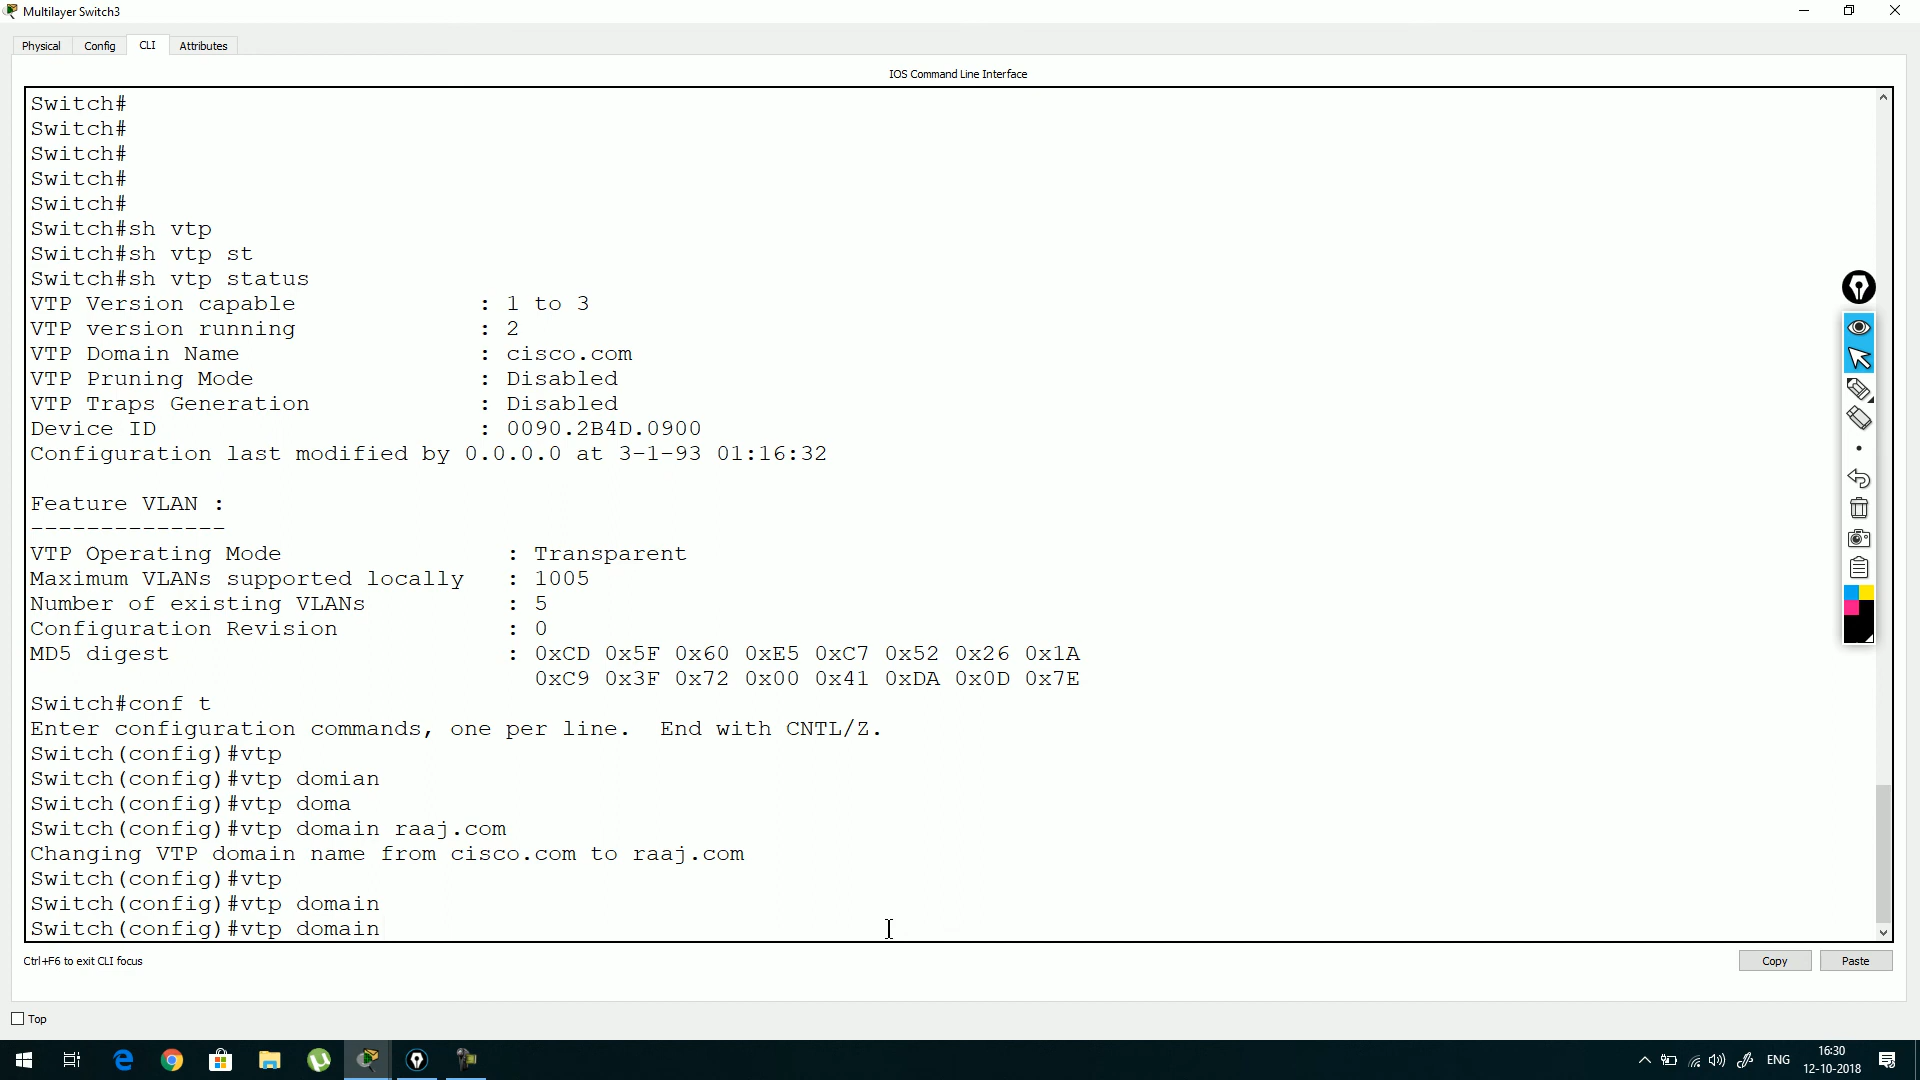 Multilayer Switch3
Physical Config CLI Attributes
IOS Command Line Interface
Switch#
Switch#
Switch#
Switch#
Switch#
Switch#sh vtp
Switch#sh vtp st
Switch#sh vtp status
VTP Version capable : 1 to 3
VTP version running : 2
VTP Domain Name : cisco.com
VTP Pruning Mode : Disabled
VTP Traps Generation : Disabled
Device ID : 0090.2B4D.0900
Configuration last modified by 0.0.0.0 at 3-1-93 01:16:32
Feature VLAN :
--------------
VTP Operating Mode : Transparent
Maximum VLANs supported locally : 1005
Number of existing VLANs : 5
Configuration Revision : 0
MD5 digest : 0xCD 0x5F 0x60 0xE5 0xC7 0x52 0x26 0x1A
0xC9 0x3F 0x72 0x00 0x41 0xDA 0x0D 0x7E
Switch#conf t
Enter configuration commands, one per line. End with CNTL/Z.
Switch(config)#vtp
Switch(config)#vtp domian
Switch(config)#vtp doma
Switch(config)#vtp domain raaj.com
Changing VTP domain name from cisco.com to raaj.com
Switch(config)#vtp
Switch(config)#vtp domain
Switch(config)#vtp domain
Ctrl+F6 to exit CLI focus
Copy Paste
Top
ENG
16:30
12-10-2018